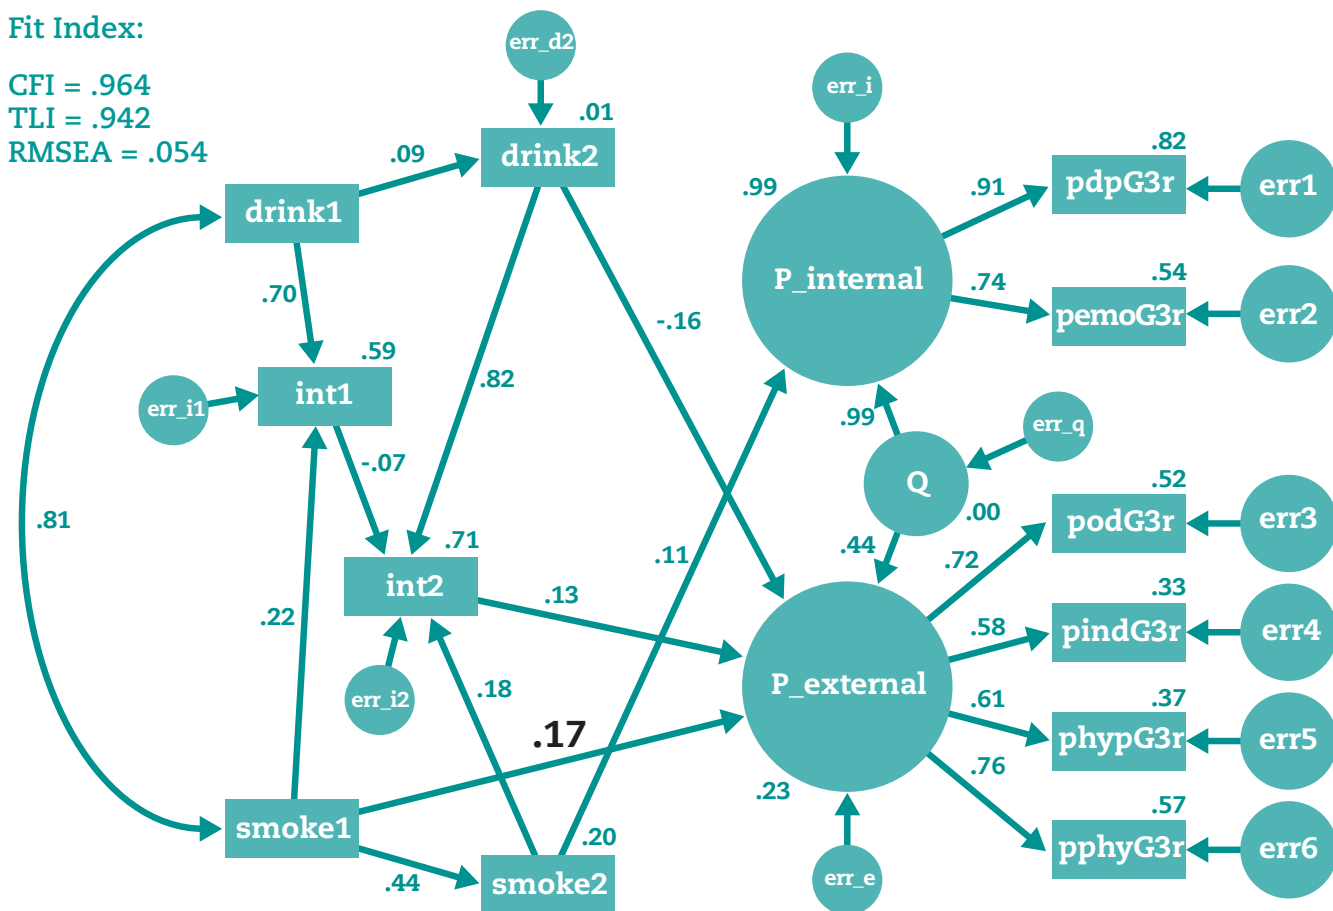 Fit Index:
CFI = .964
TLI = .942
RMSEA = .054
err_d2
.01
drink2
.09
drink1
.70
.59
int1
err_i1
-.07
.82
-.16
.81
.71
int2
.22
err_i2
.18
.13
.11
.17
smoke1
.44
.20
smoke2
err_i
.99
P_internal
.91
.82
pdpG3r
err1
.74
.54
pemoG3r
err2
.99
err_q
Q
.00
.44
P_external
.23
err_e
.72
.52
podG3r
err3
.58
.33
pindG3r
err4
.61
.37
phypG3r
err5
.76
.57
pphyG3r
err6